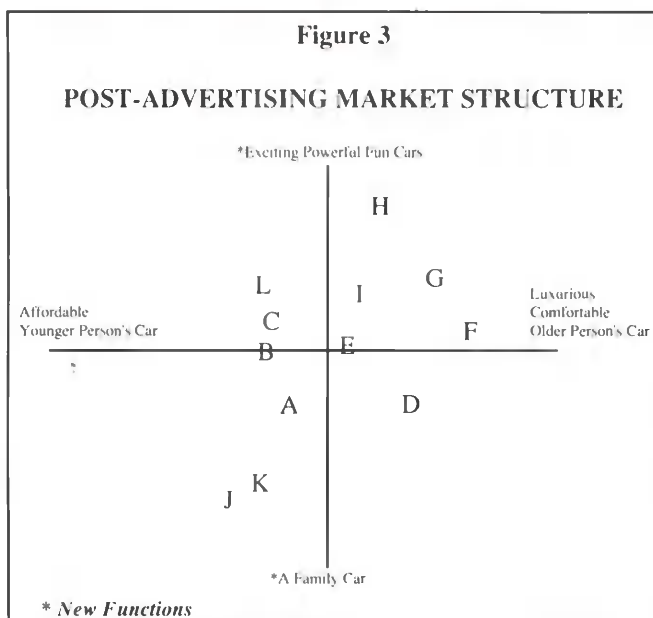 Figure 3
POST-ADVERTISING MARKET STRUCTURE
*Exciting Powerful Fun Cars
H
G
L
I
Affordable
Younger Person's Car
Luxurious
Comfortable
Older Person's Car
C
F
B
E
A
D
K
J
*A Family Car
* New Functions